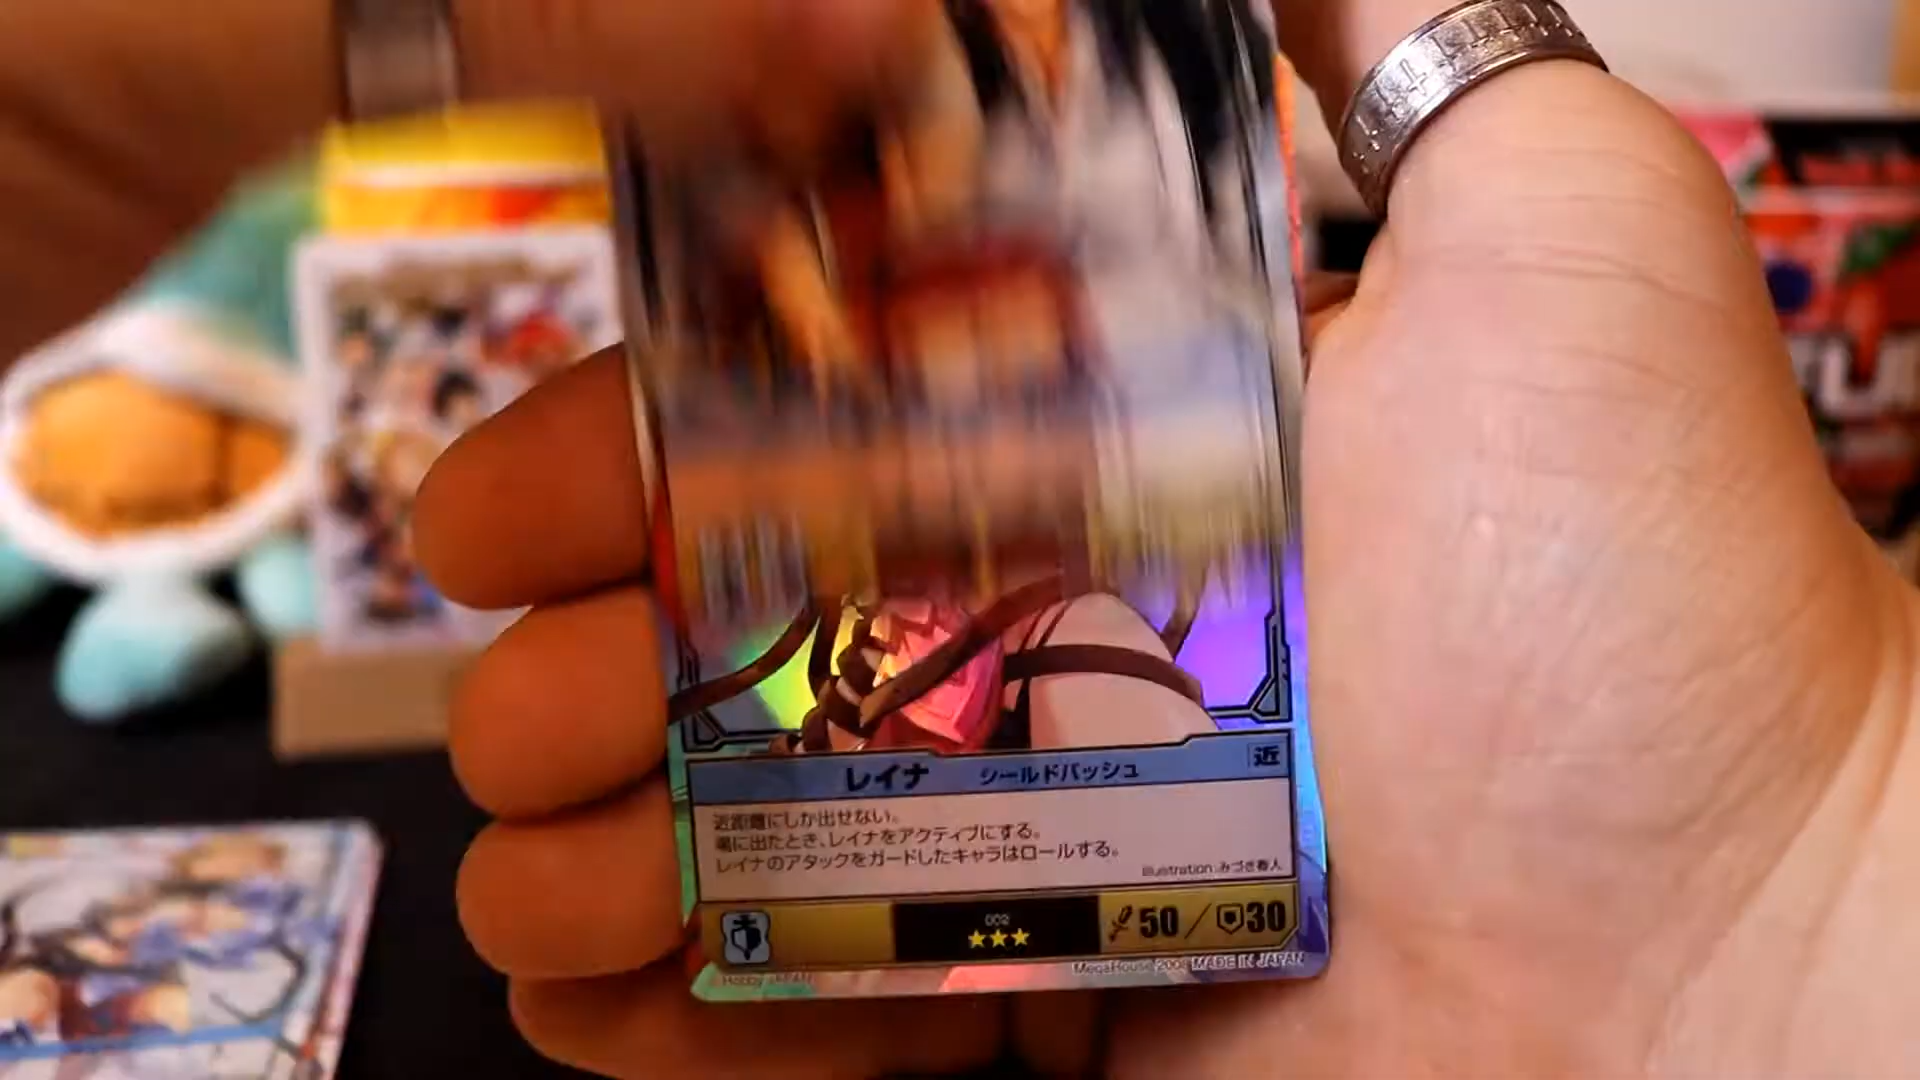 レイナ シールドバッシュ 近
近距離にしか出せない。
場に出たとき、レイナをアクティブにする。
レイナのアタックをガードしたキャラはロールする。
Illustration:みづき春人
002
★★★
50/30
Hobby JAPAN
MegaHouse 200 MADE IN JAPAN